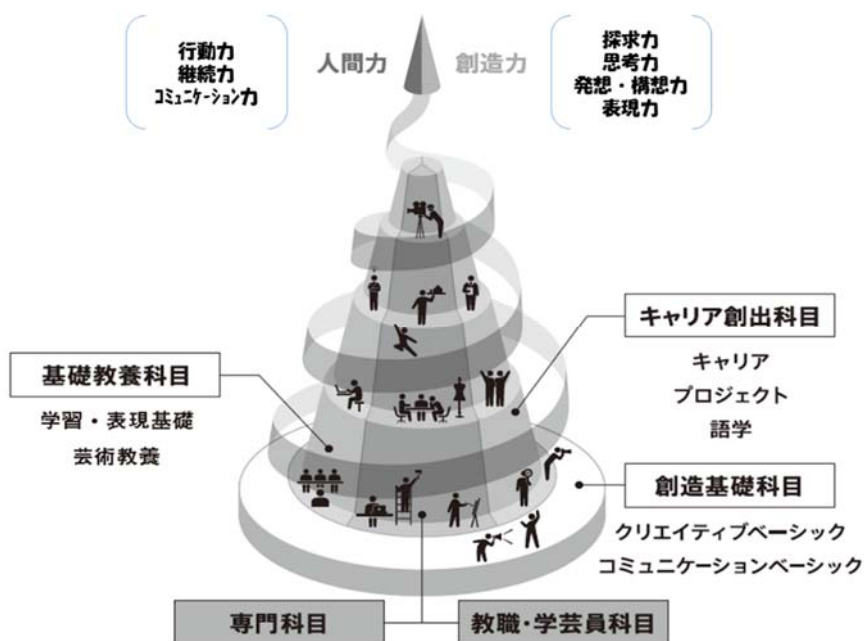 行動力
継続力
コミュニケーション力
人間力
創造力
探求力
思考力
発想・構想力
表現力
キャリア創出科目
キャリア
プロジェクト
語学
基礎教養科目
学習・表現基礎
芸術教養
創造基礎科目
クリエイティブベーシック
コミュニケーションベーシック
専門科目
教職・学芸員科目